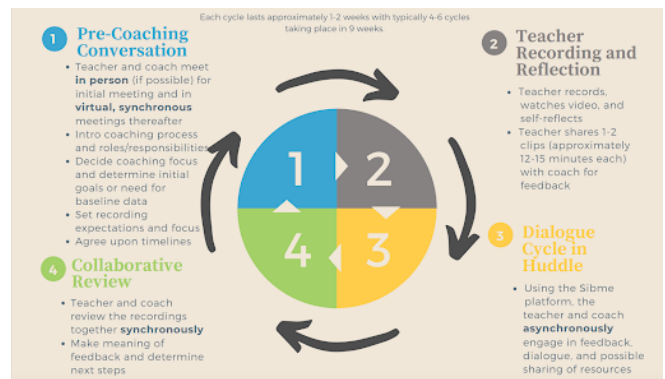 Each cycle lasts approximately 1-2 weeks with typically 4-6 cycles
taking place in 9 weeks.
1
Pre-Coaching
Conversation
• Teacher and coach meet
in person (if possible) for
initial meeting and in
virtual, synchronous
meetings thereafter
• Intro coaching process
and roles/responsibilities
• Decide coaching focus
and determine initial
goals or need for
baseline data
• Set recording
expectations and focus
• Agree upon timelines
2
Teacher
Recording and
Reflection
• Teacher records,
watches video, and
self-reflects
• Teacher shares 1-2
clips (approximately
12-15 minutes each)
with coach for
feedback
1
2
4
3
3
Dialogue
Cycle in
Huddle
• Using the Sibme
platform, the
teacher and coach
asynchronously
engage in feedback,
dialogue, and possible
sharing of resources
4
Collaborative
Review
• Teacher and coach
review the recordings
together synchronously
• Make meaning of
feedback and determine
next steps